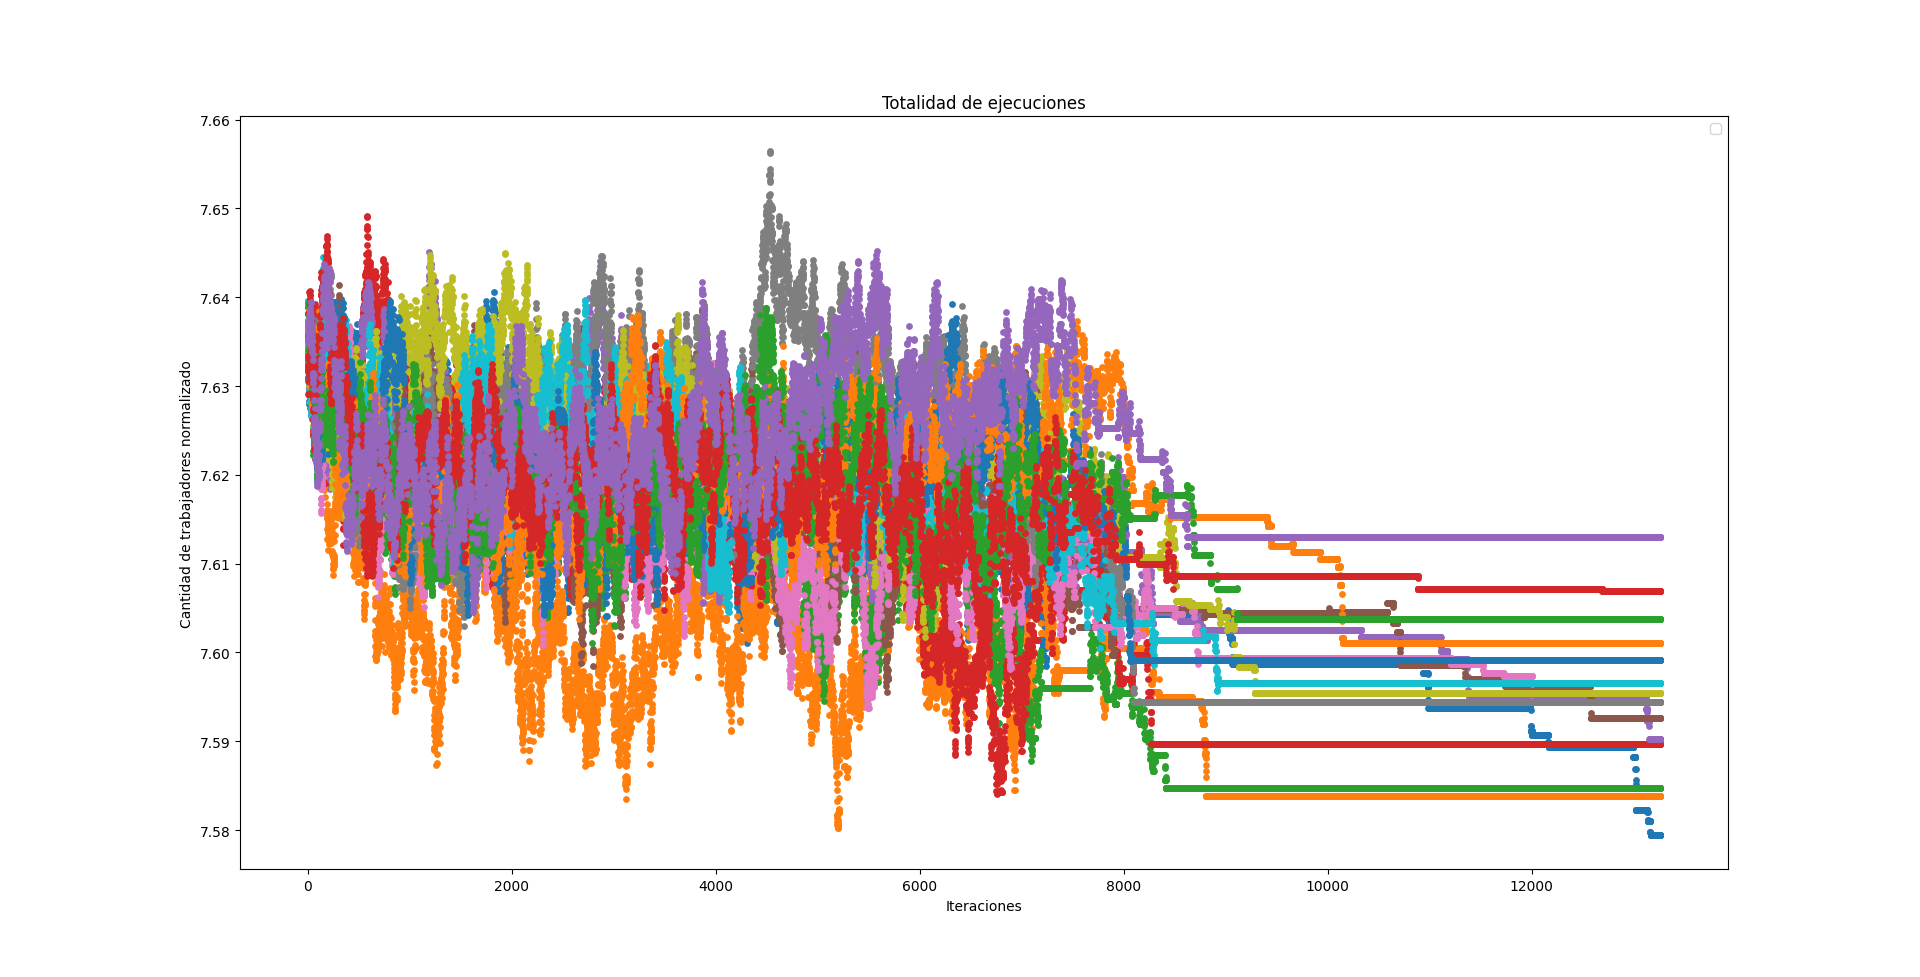 Totalidad de ejecuciones
7.66
7.65
7.64
7.63
7.62
7.61
7.60
7.59
7.58
Cantidad de trabajadores normalizado
0 2000 4000 6000 8000 10000 12000
Iteraciones